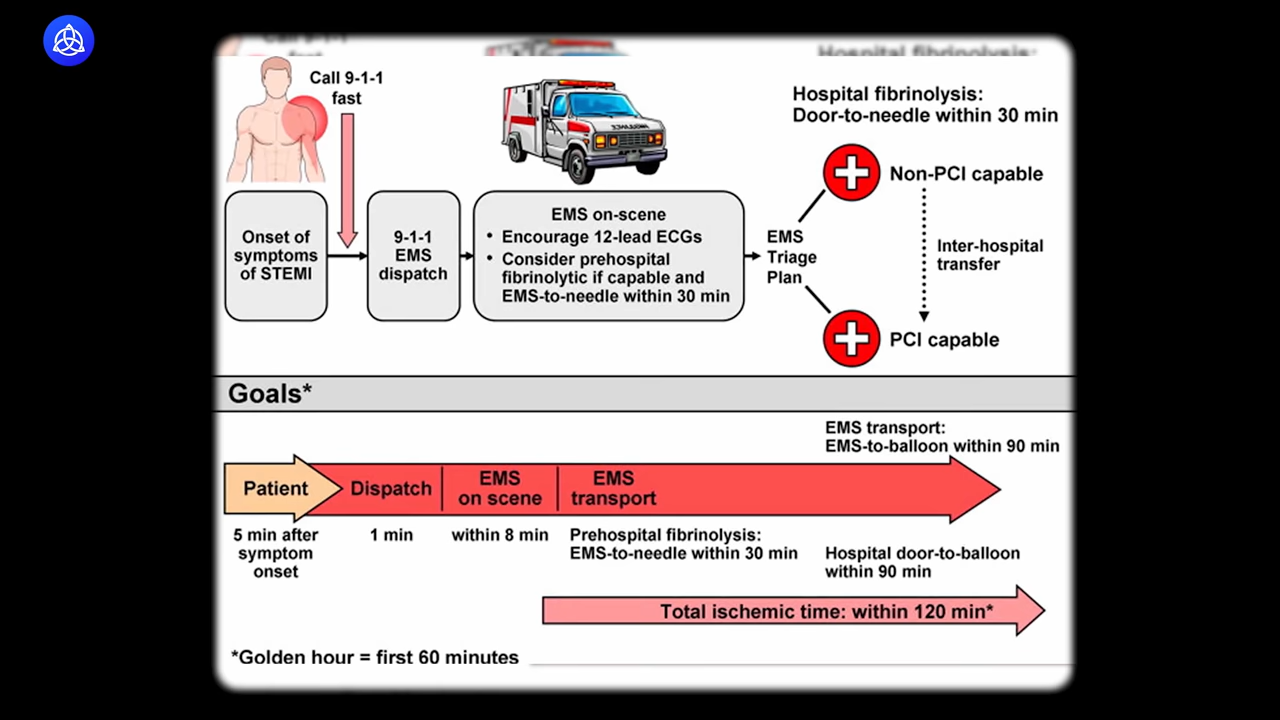 Call 9-1-1
fast
Hospital fibrinolysis:
Door-to-needle within 30 min
Non-PCI capable
Onset of
symptoms
of STEMI
9-1-1
EMS
dispatch
EMS on-scene
• Encourage 12-lead ECGs
• Consider prehospital
fibrinolytic if capable and
EMS-to-needle within 30 min
EMS
Triage
Plan
Inter-hospital
transfer
PCI capable
Goals*
EMS transport:
EMS-to-balloon within 90 min
Patient
Dispatch
EMS
on scene
EMS
transport
5 min after
symptom
onset
1 min
within 8 min
Prehospital fibrinolysis:
EMS-to-needle within 30 min
Hospital door-to-balloon
within 90 min
Total ischemic time: within 120 min*
*Golden hour = first 60 minutes